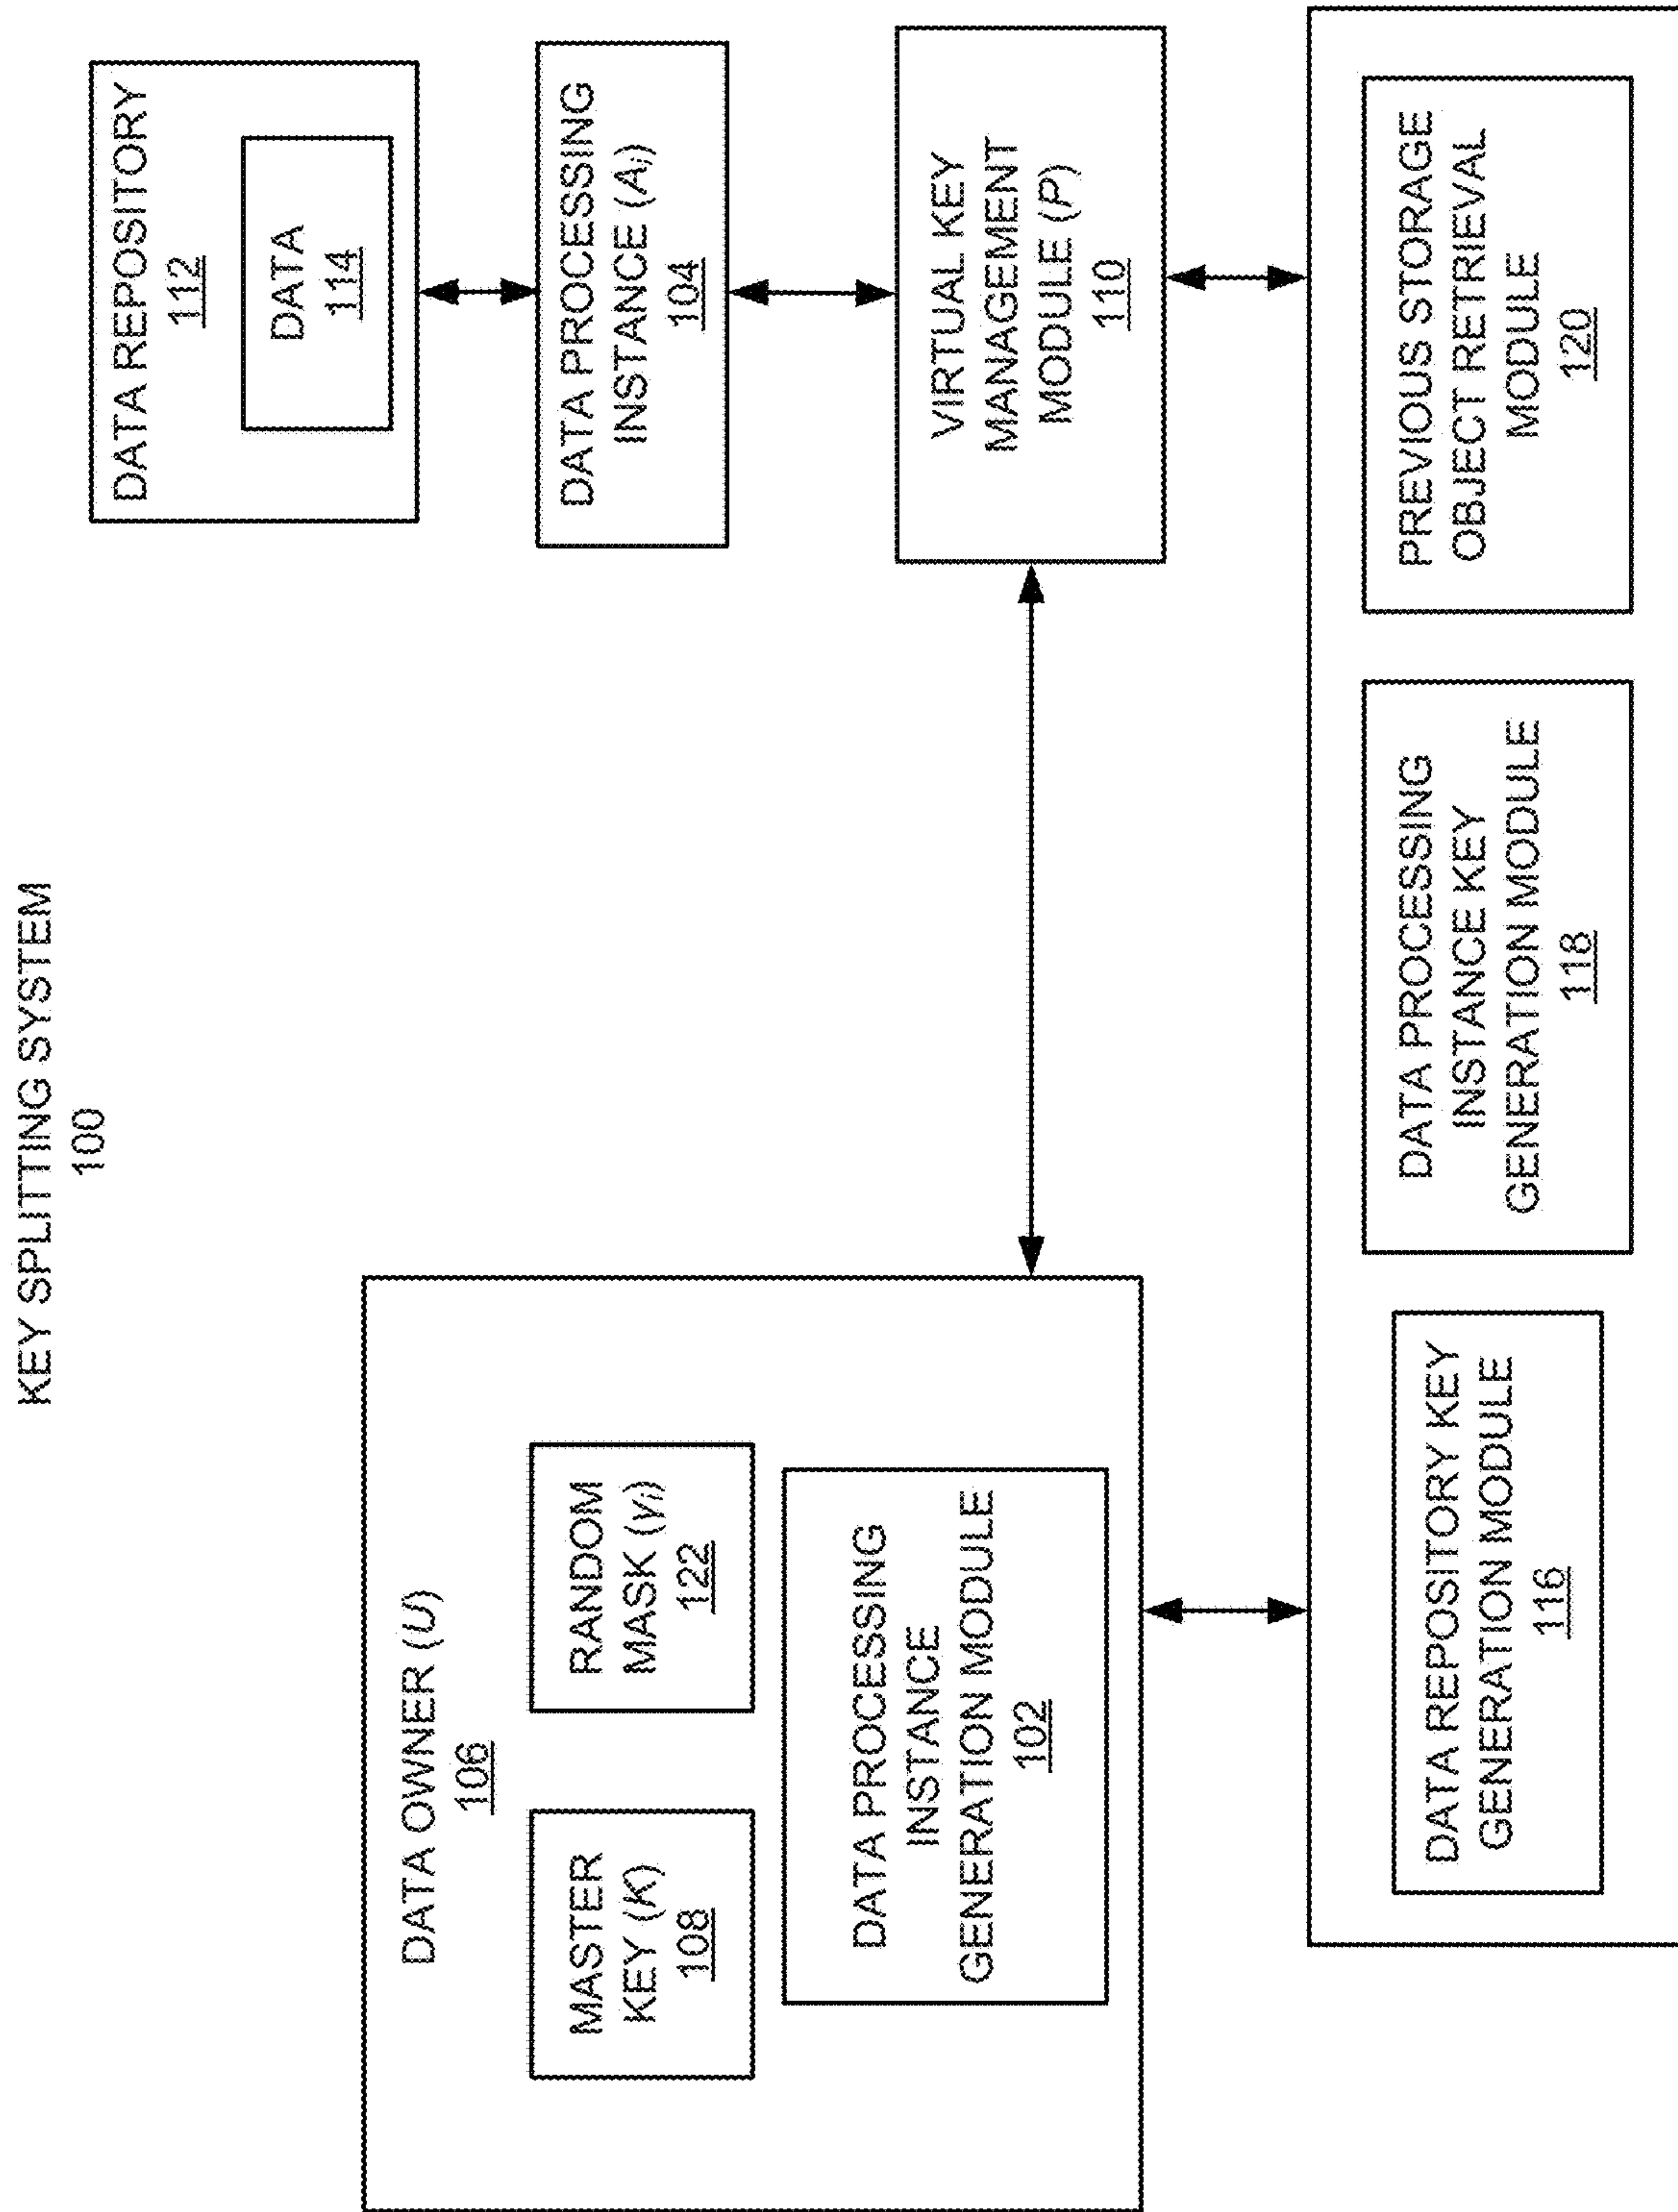 KEY SPLITTING SYSTEM
100
DATA OWNER (U)
106
MASTER
KEY (K)
108
RANDOM
MASK (γi)
122
DATA PROCESSING
INSTANCE
GENERATION MODULE
102
DATA REPOSITORY
112
DATA
114
DATA PROCESSING
INSTANCE (Ai)
104
VIRTUAL KEY
MANAGEMENT
MODULE (P)
110
DATA REPOSITORY KEY
GENERATION MODULE
116
DATA PROCESSING
INSTANCE KEY
GENERATION MODULE
118
PREVIOUS STORAGE
OBJECT RETRIEVAL
MODULE
120